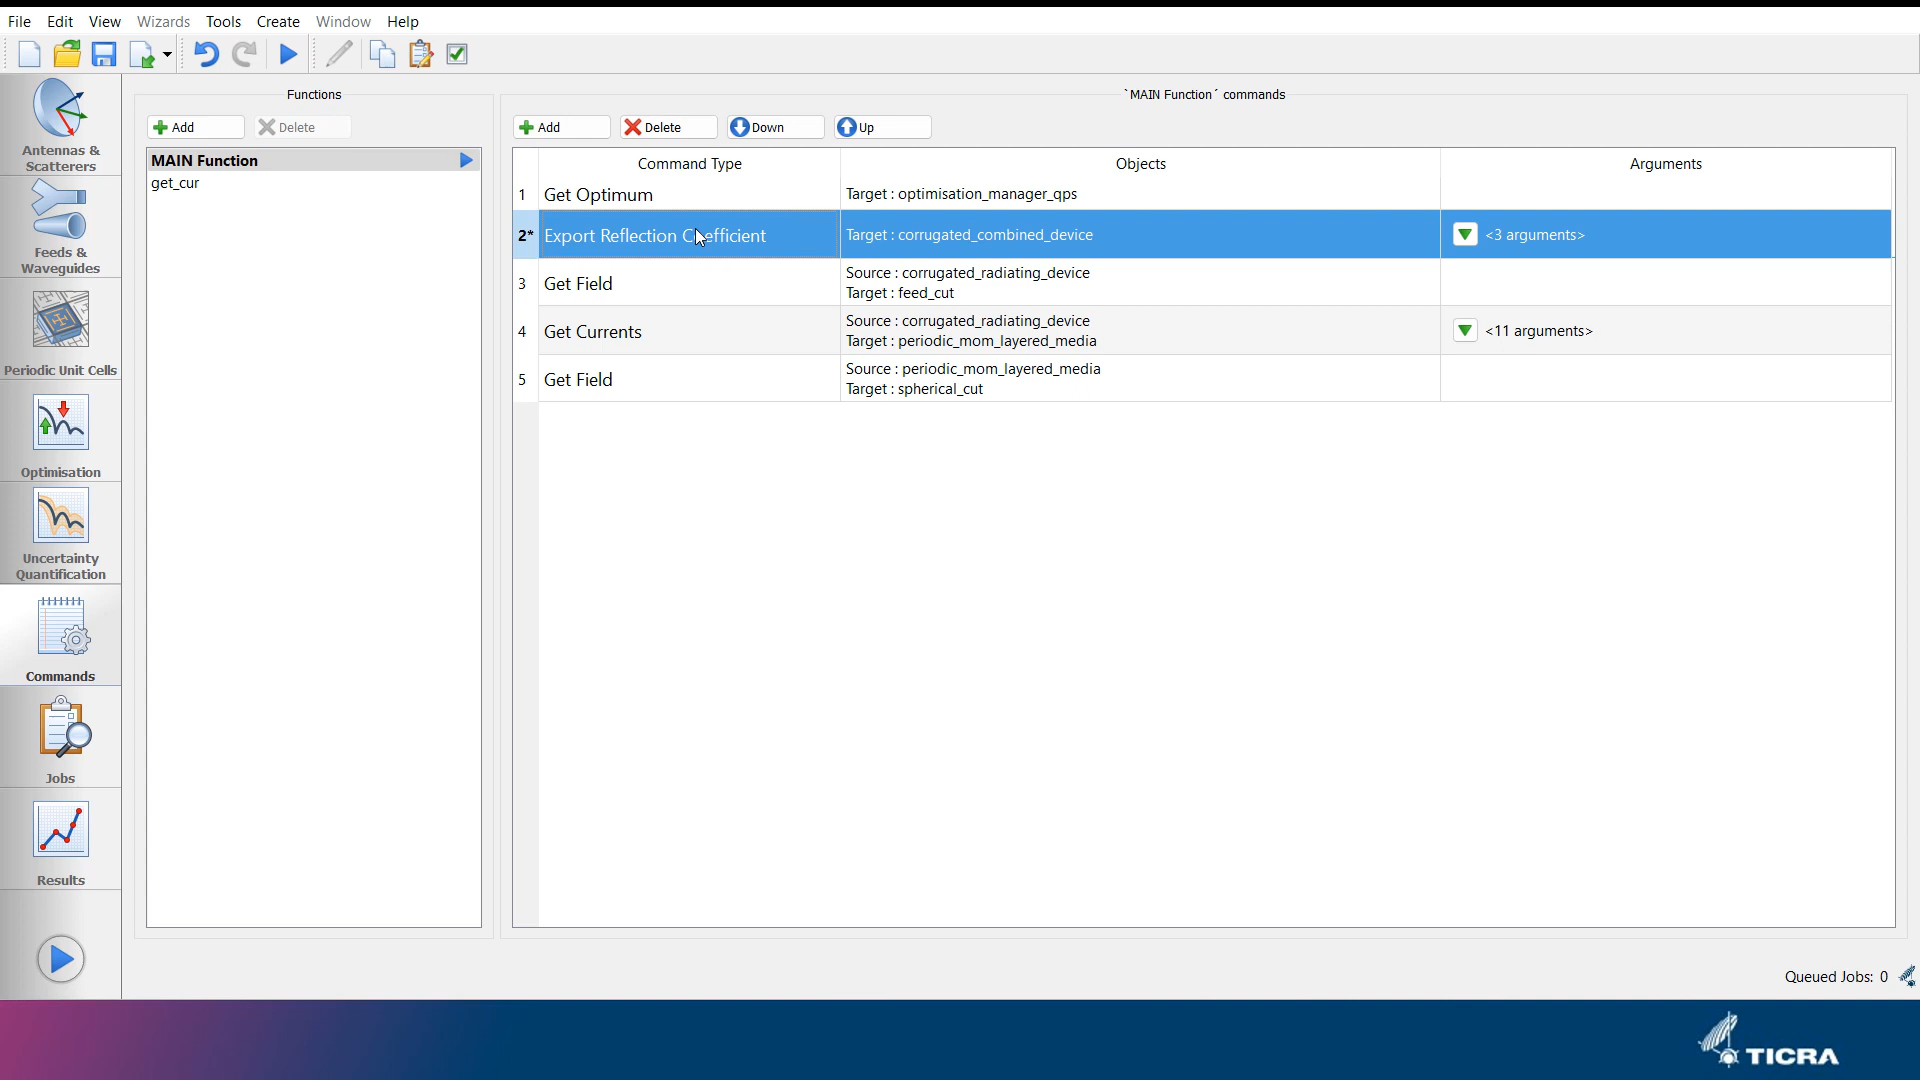 File Edit View Wizards Tools Create Window Help
Functions
`MAIN Function´ commands
Add Delete
Add Delete Down Up
MAIN Function
get_cur
Command Type Objects Arguments
1 Get Optimum Target : optimisation_manager_qps
2* Export Reflection Coefficient Target : corrugated_combined_device <3 arguments>
3 Get Field Source : corrugated_radiating_device
Target : feed_cut
4 Get Currents Source : corrugated_radiating_device
Target : periodic_mom_layered_media
<11 arguments>
5 Get Field Source : periodic_mom_layered_media
Target : spherical_cut
Antennas &
Scatterers
Feeds &
Waveguides
Periodic Unit Cells
Optimisation
Uncertainty
Quantification
Commands
Jobs
Results
Queued Jobs: 0
TICRA